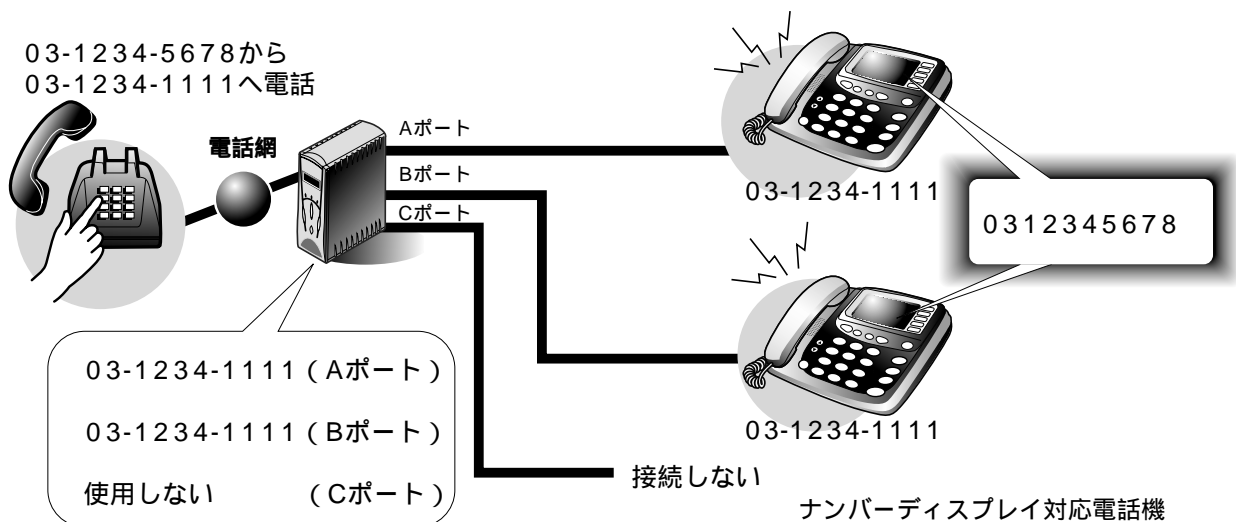 03-1234-5678から
03-1234-1111へ電話
電話網
Aポート
Bポート
Cポート
03-1234-1111
0312345678
03-1234-1111
03-1234-1111（Aポート）
03-1234-1111（Bポート）
使用しない （Cポート）
接続しない
ナンバーディスプレイ対応電話機